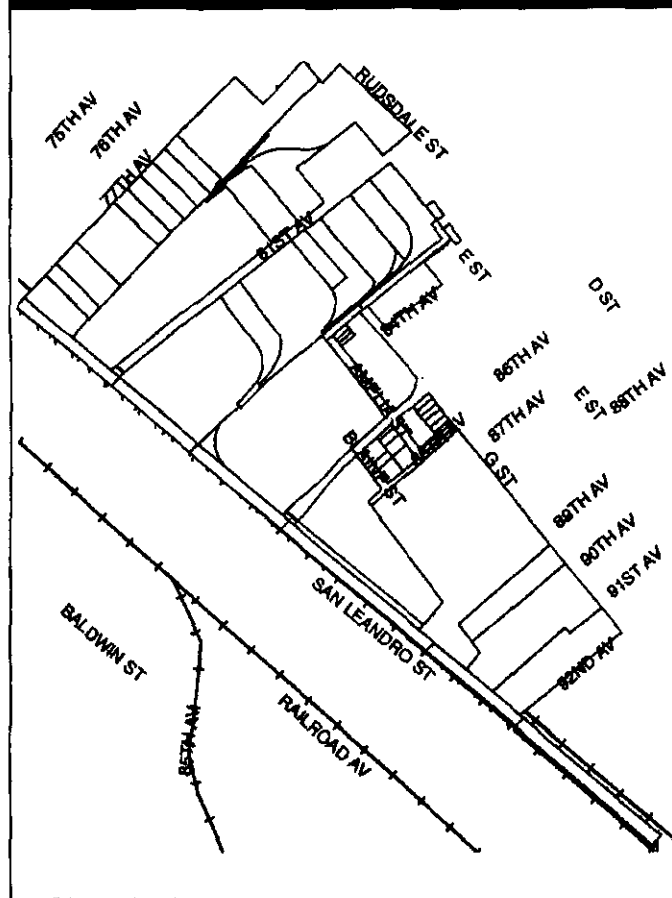 75TH AV
76TH AV
77TH AV
RUDSDALE ST
81ST AV
E ST
D ST
84TH AV
86TH AV
E ST
88TH AV
87TH AV
G ST
89TH AV
90TH AV
91ST AV
92ND AV
SAN LEANDRO ST
BALDWIN ST
RAILROAD AV
85TH AV